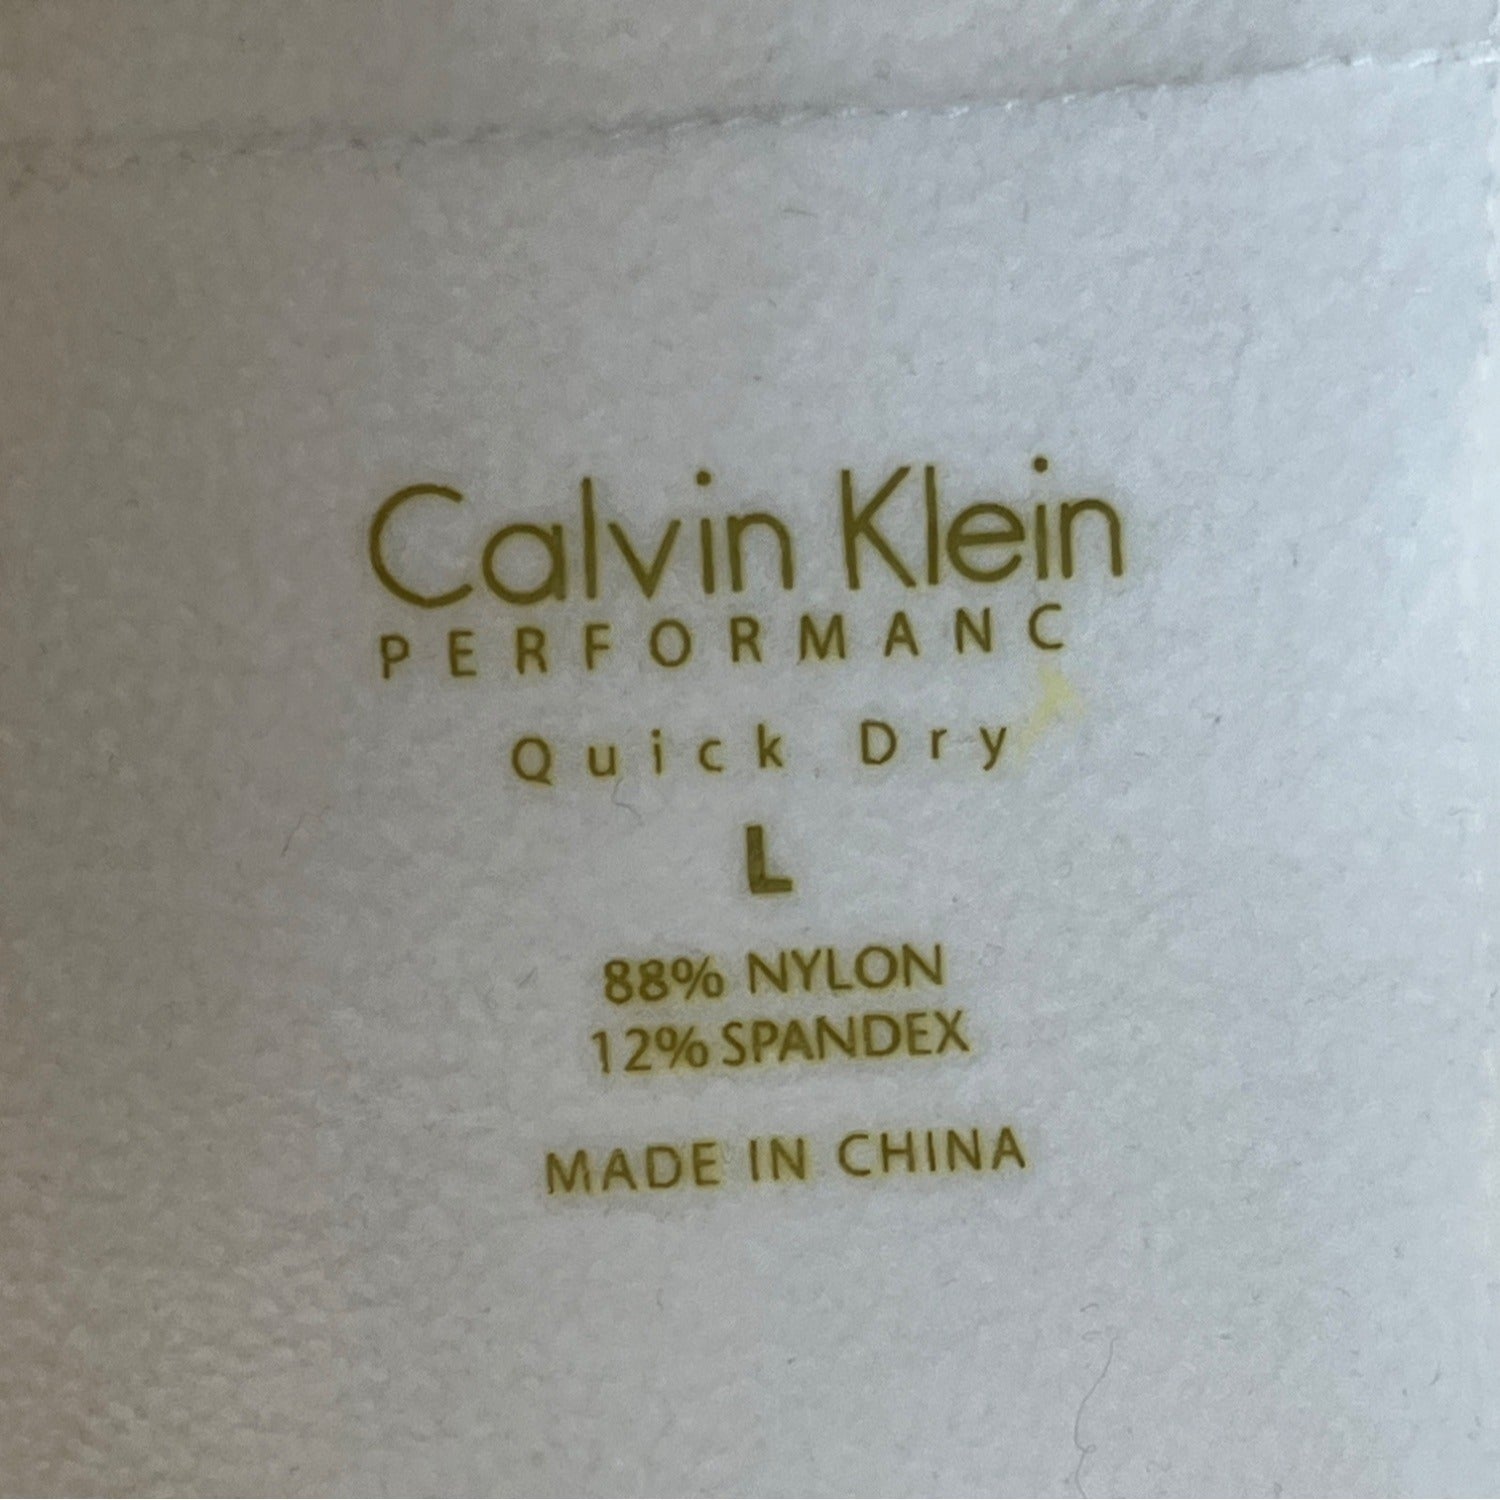 Calvin Klein
PERFORMANC
Quick Dry
L
88% NYLON
12% SPANDEX
MADE IN CHINA